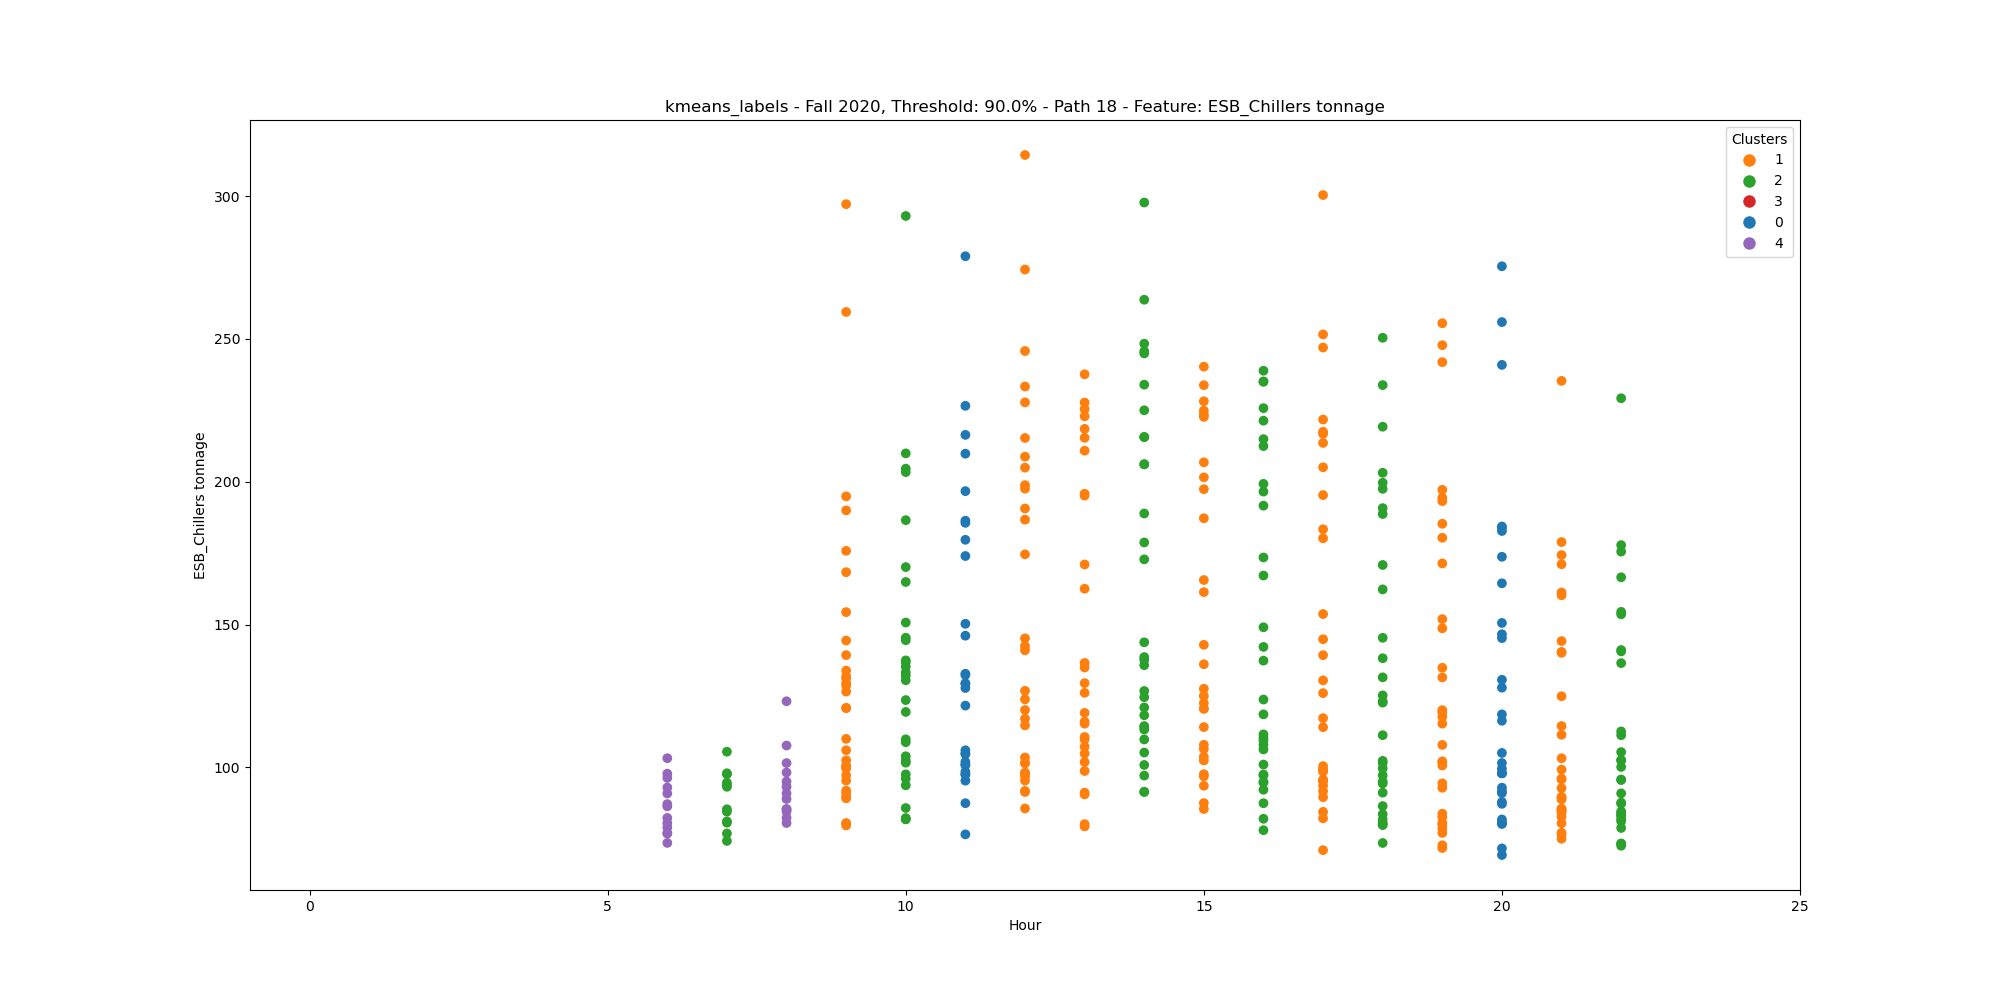 kmeans_labels - Fall 2020, Threshold: 90.0% - Path 18 - Feature: ESB_Chillers tonnage
Clusters
1
2
3
0
4
300
250
200
150
100
ESB_Chillers tonnage
0 5 10 15 20 25
Hour